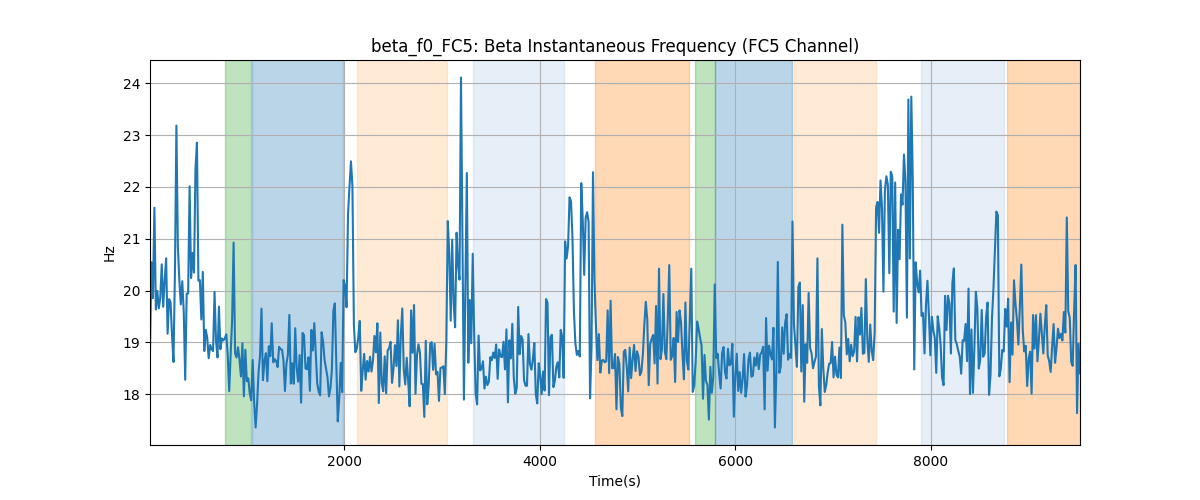 beta_f0_FC5: Beta Instantaneous Frequency (FC5 Channel)
24
23
22
21
20
19
18
Hz
2000 4000 6000 8000
Time(s)